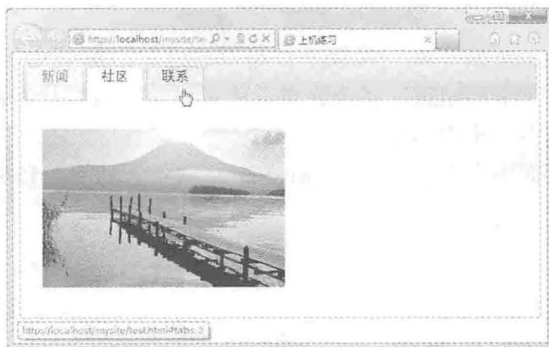 http://localhost/mysite/te
上机练习
新闻 社区 联系
http://localhost/mysite/test.html#tabs-3